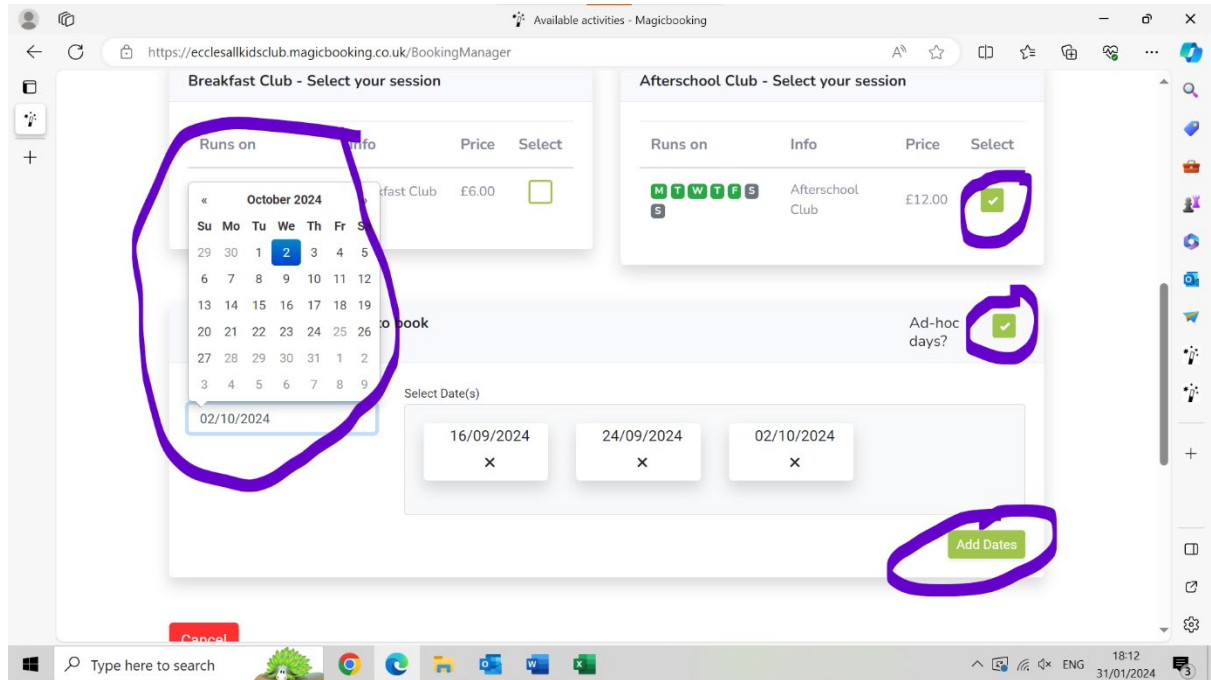 Available activities - Magicbooking
https://ecclesallkidsclub.magicbooking.co.uk/BookingManager
Breakfast Club - Select your session
Runs on Info Price Select
fast Club £6.00
Afterschool Club - Select your session
Runs on Info Price Select
M T W T F S
S
Afterschool
Club
£12.00
« October 2024 »
Su Mo Tu We Th Fr Sa
29 30 1 2 3 4 5
6 7 8 9 10 11 12
13 14 15 16 17 18 19
20 21 22 23 24 25 26
27 28 29 30 31 1 2
3 4 5 6 7 8 9
to book
Ad-hoc
days?
02/10/2024
Select Date(s)
16/09/2024 24/09/2024 02/10/2024
Add Dates
Cancel
Type here to search
ENG
18:12
31/01/2024
3